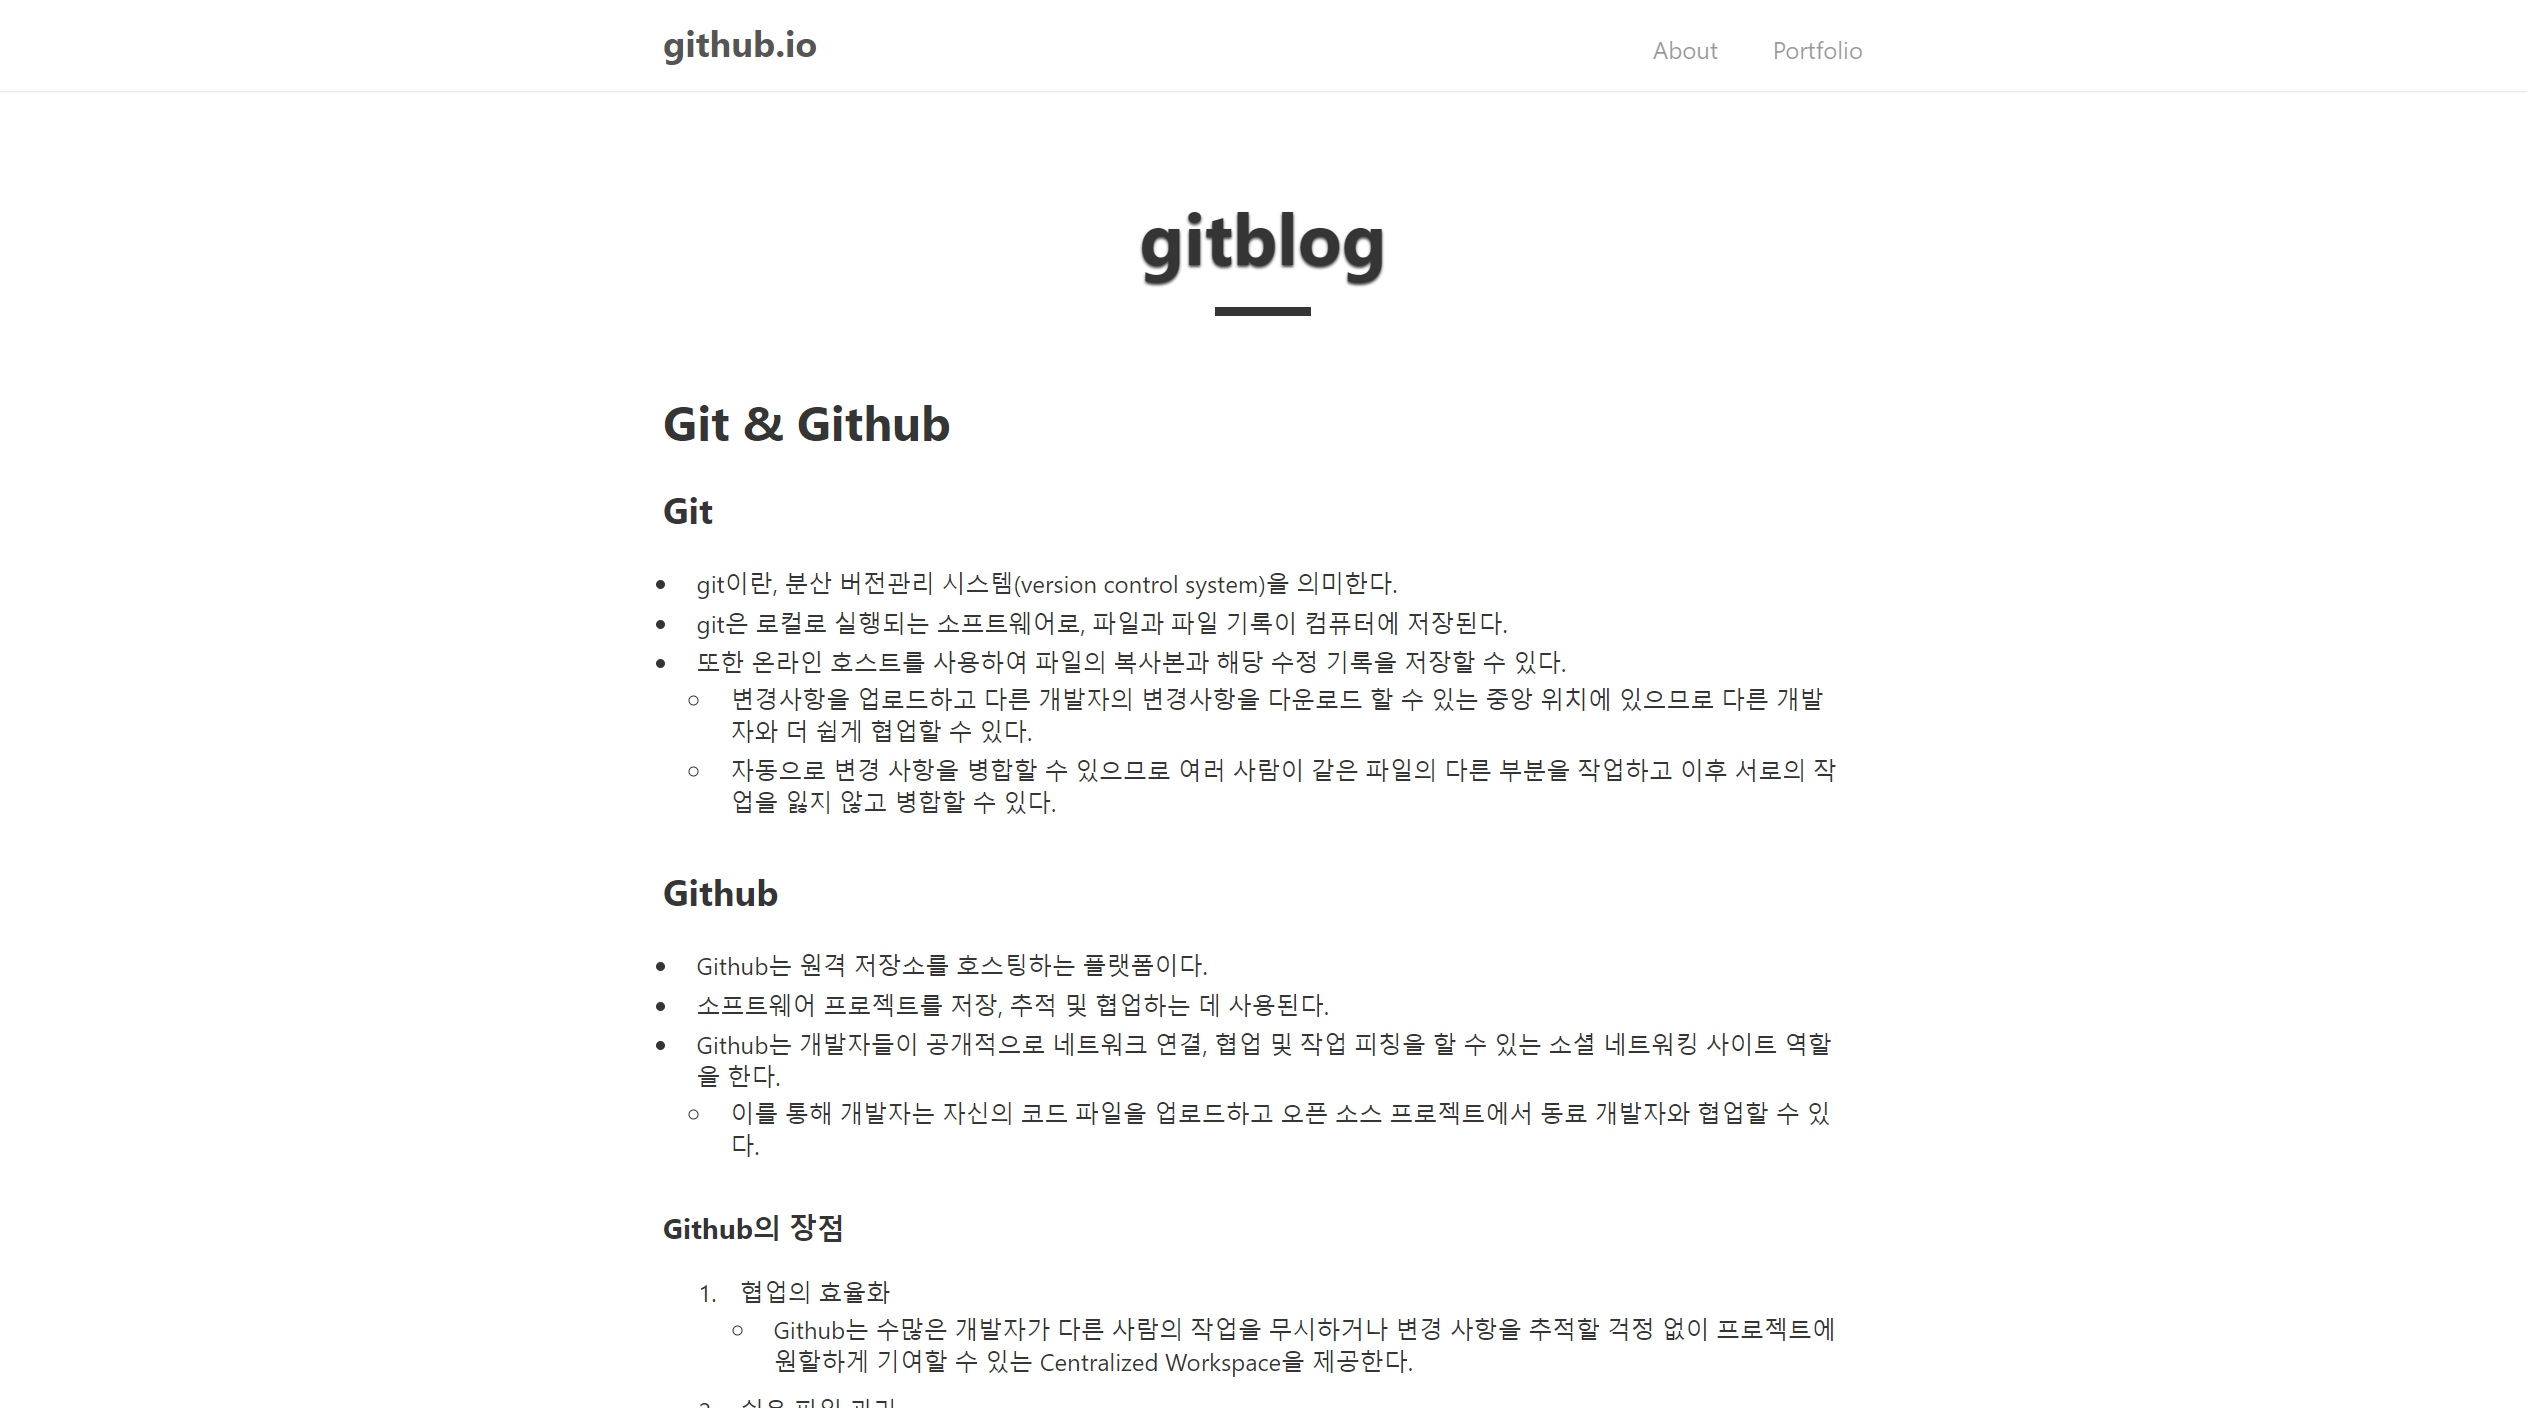 github.io
About Portfolio
gitblog
Git & Github
Git
git이란, 분산 버전관리 시스템(version control system)을 의미한다.
git은 로컬로 실행되는 소프트웨어로, 파일과 파일 기록이 컴퓨터에 저장된다.
또한 온라인 호스트를 사용하여 파일의 복사본과 해당 수정 기록을 저장할 수 있다.
변경사항을 업로드하고 다른 개발자의 변경사항을 다운로드 할 수 있는 중앙 위치에 있으므로 다른 개발
자와 더 쉽게 협업할 수 있다.
자동으로 변경 사항을 병합할 수 있으므로 여러 사람이 같은 파일의 다른 부분을 작업하고 이후 서로의 작
업을 잃지 않고 병합할 수 있다.
Github
Github는 원격 저장소를 호스팅하는 플랫폼이다.
소프트웨어 프로젝트를 저장, 추적 및 협업하는 데 사용된다.
Github는 개발자들이 공개적으로 네트워크 연결, 협업 및 작업 피칭을 할 수 있는 소셜 네트워킹 사이트 역할
을 한다.
이를 통해 개발자는 자신의 코드 파일을 업로드하고 오픈 소스 프로젝트에서 동료 개발자와 협업할 수 있
다.
Github의 장점
1. 협업의 효율화
Github는 수많은 개발자가 다른 사람의 작업을 무시하거나 변경 사항을 추적할 걱정 없이 프로젝트에
원할하게 기여할 수 있는 Centralized Workspace을 제공한다.
2. 쉬운 파일 관리